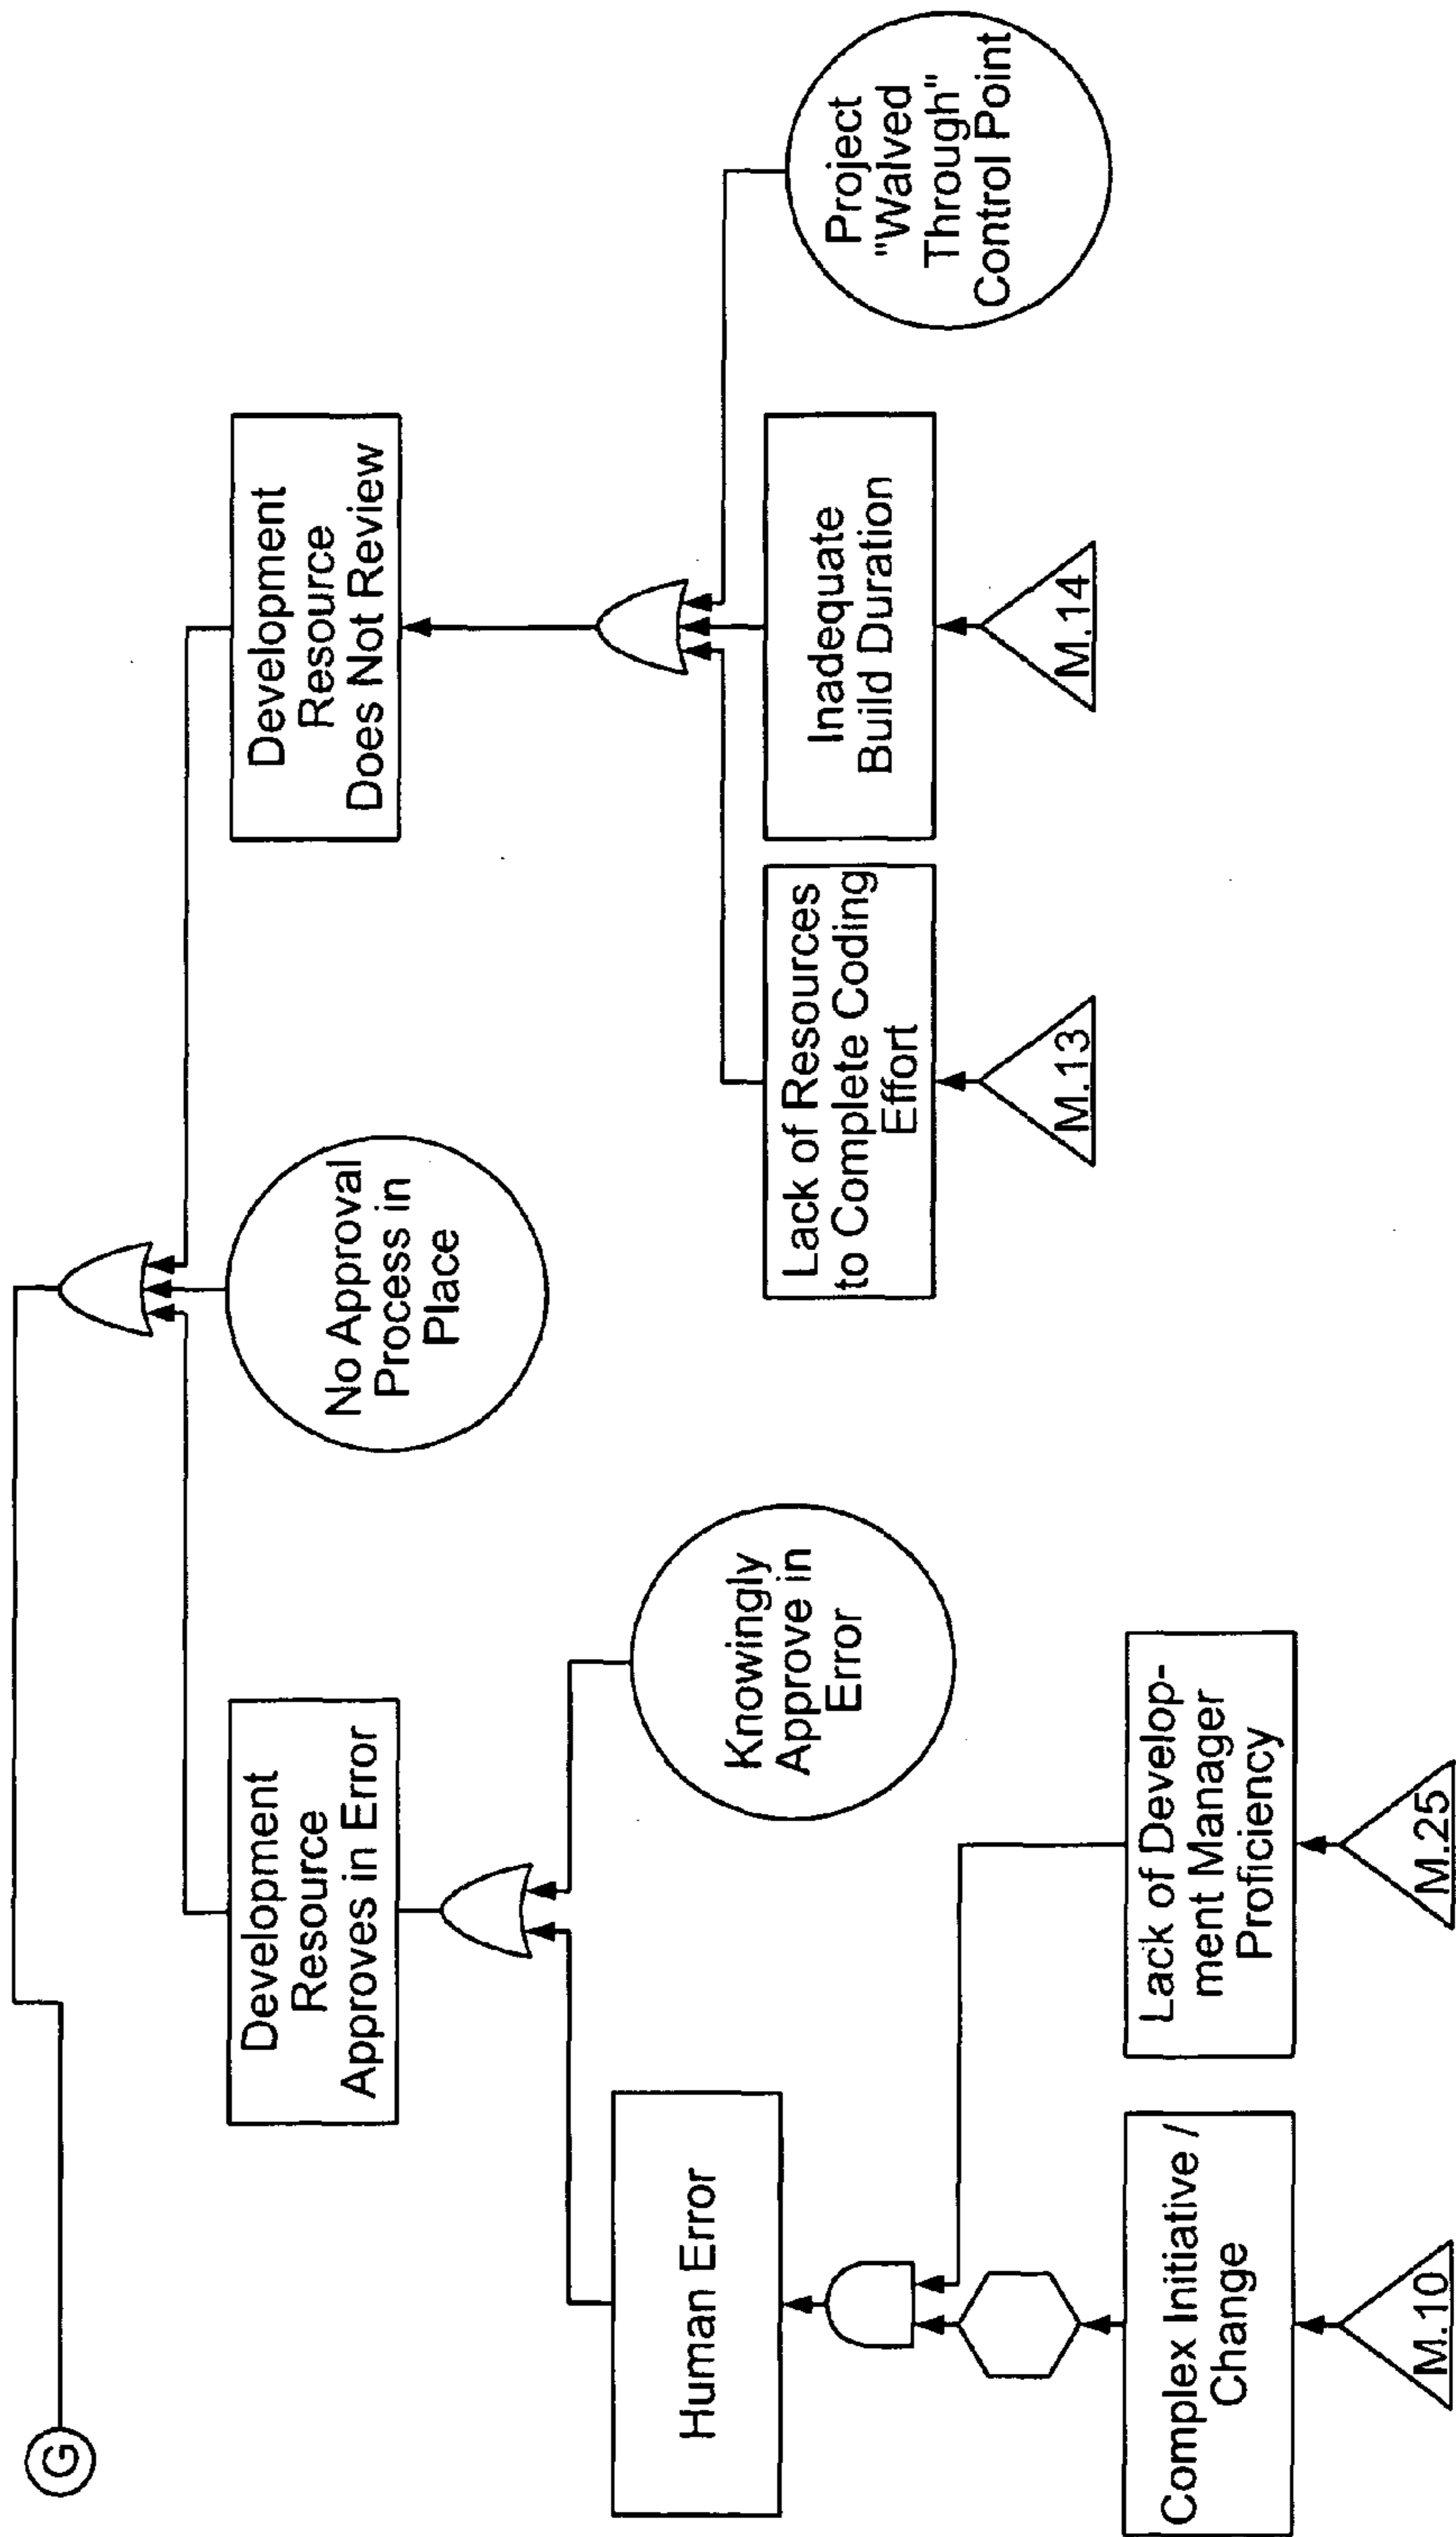 G
Development
Resource
Approves in Error
No Approval
Process in
Place
Development
Resource
Does Not Review
Human Error
Knowingly
Approve in
Error
Lack of Resources
to Complete Coding
Effort
Inadequate
Build Duration
Project
"Walved
Through"
Control Point
M.13
M.14
Complex Initiative /
Change
Lack of Develop-
ment Manager
Proficiency
M.10
M.25